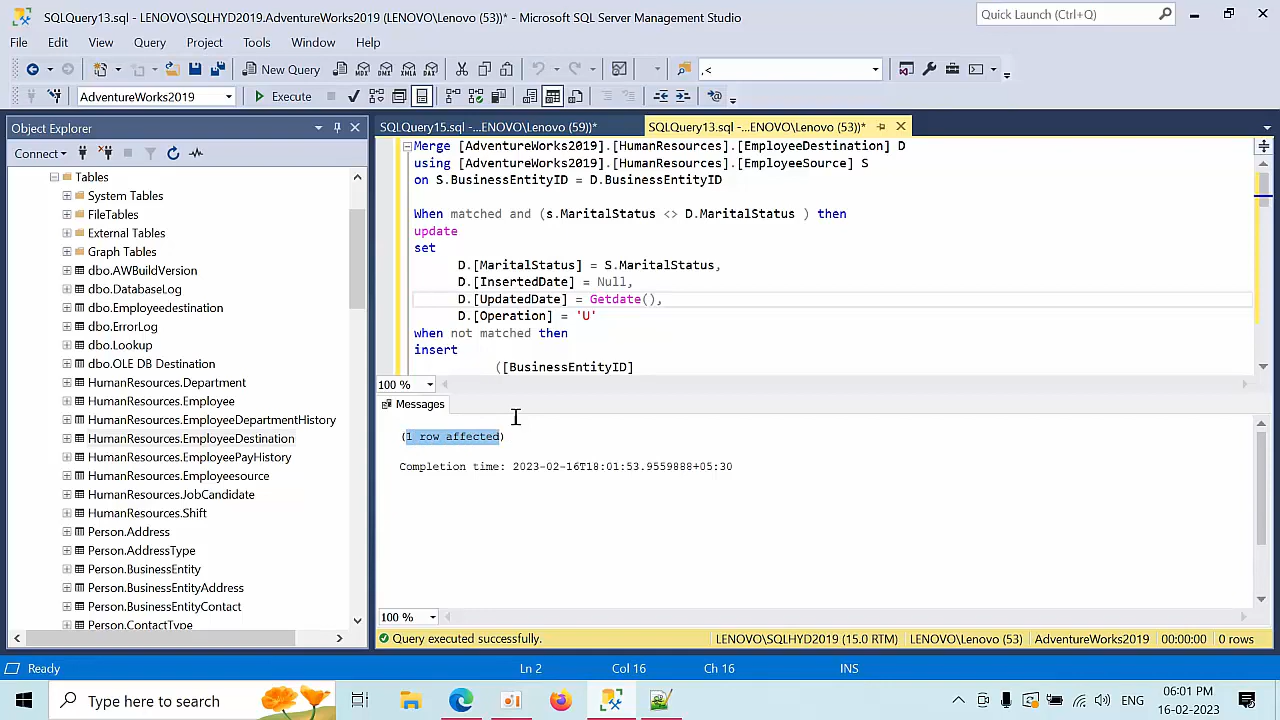 SQLQuery13.sql - LENOVO\SQLHYD2019.AdventureWorks2019 (LENOVO\Lenovo (53))* - Microsoft SQL Server Management Studio
Quick Launch (Ctrl+Q)
File Edit View Query Project Tools Window Help
New Query
MDX DMX XMLA DAX
,<
AdventureWorks2019
Execute
Object Explorer
SQLQuery15.sql -...ENOVO\Lenovo (59))*
SQLQuery13.sql -...ENOVO\Lenovo (53))*
Connect
Tables
System Tables
FileTables
External Tables
Graph Tables
dbo.AWBuildVersion
dbo.DatabaseLog
dbo.Employeedestination
dbo.ErrorLog
dbo.Lookup
dbo.OLE DB Destination
HumanResources.Department
HumanResources.Employee
HumanResources.EmployeeDepartmentHistory
HumanResources.EmployeeDestination
HumanResources.EmployeePayHistory
HumanResources.Employeesource
HumanResources.JobCandidate
HumanResources.Shift
Person.Address
Person.AddressType
Person.BusinessEntity
Person.BusinessEntityAddress
Person.BusinessEntityContact
Person.ContactType
Merge [AdventureWorks2019].[HumanResources].[EmployeeDestination] D
using [AdventureWorks2019].[HumanResources].[EmployeeSource] S
on S.BusinessEntityID = D.BusinessEntityID
When matched and (s.MaritalStatus <> D.MaritalStatus ) then
update
set
D.[MaritalStatus] = S.MaritalStatus,
D.[InsertedDate] = Null,
D.[UpdatedDate] = Getdate(),
D.[Operation] = 'U'
when not matched then
insert
([BusinessEntityID]
100 %
Messages
(1 row affected)
Completion time: 2023-02-16T18:01:53.9559888+05:30
100 %
Query executed successfully.
LENOVO\SQLHYD2019 (15.0 RTM)
LENOVO\Lenovo (53)
AdventureWorks2019
00:00:00
0 rows
Ready
Ln 2
Col 16
Ch 16
INS
Type here to search
ENG
06:01 PM
16-02-2023